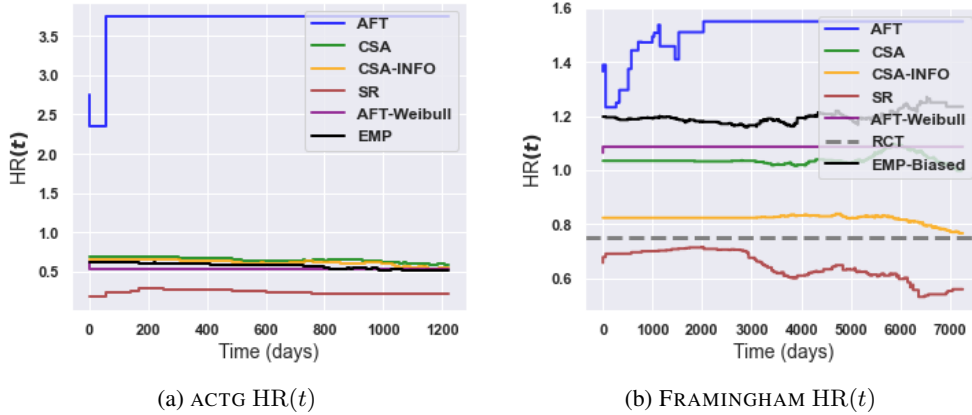 3.5
3.0
2.5
2.0
1.5
1.0
0.5
HR(t)
0
200
400
600
800
1000
1200
Time (days)
AFT
CSA
CSA-INFO
SR
AFT-Weibull
EMP
(a) ACTG HR(t)
1.6
1.4
1.2
1.0
0.8
0.6
HR(t)
0
1000
2000
3000
4000
5000
6000
7000
Time (days)
AFT
CSA
CSA-INFO
SR
AFT-Weibull
RCT
EMP-Biased
(b) FRAMINGHAM HR(t)